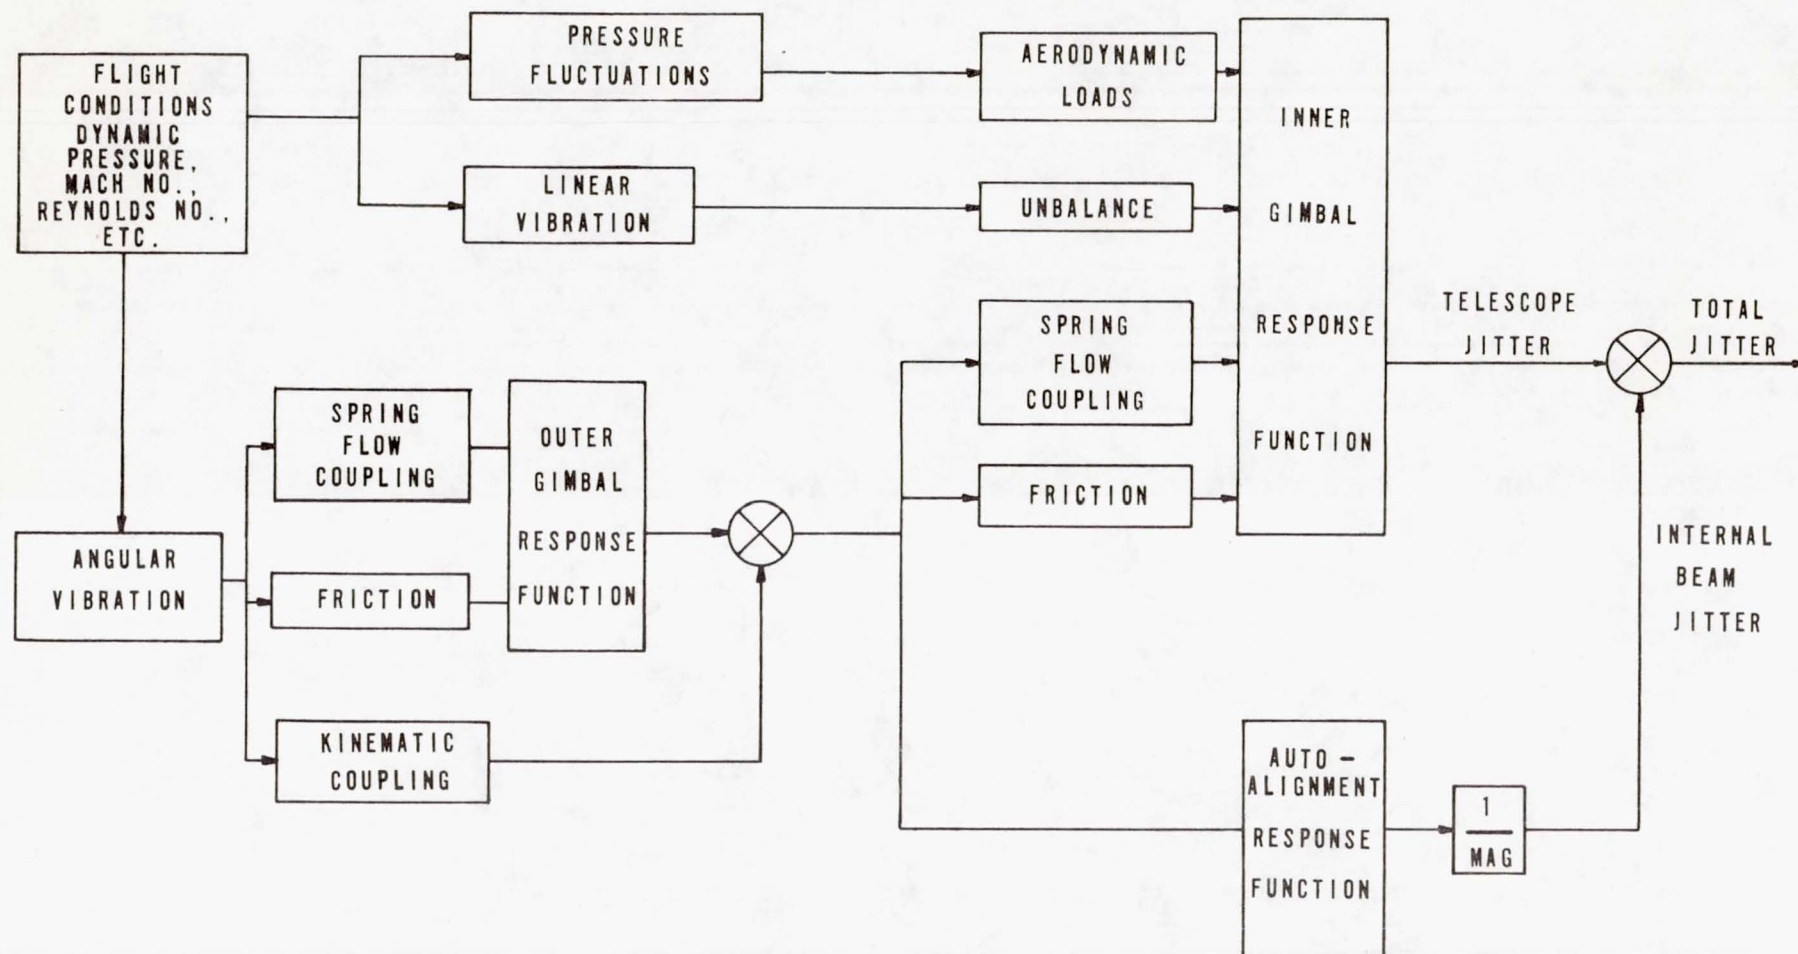 FLIGHT
CONDITIONS
DYNAMIC
PRESSURE,
MACH NO.,
REYNOLDS NO.,
ETC.
PRESSURE
FLUCTUATIONS
LINEAR
VIBRATION
AERODYNAMIC
LOADS
UNBALANCE
SPRING
FLOW
COUPLING
FRICTION
INNER
GIMBAL
RESPONSE
FUNCTION
TELESCOPE
JITTER
TOTAL
JITTER
ANGULAR
VIBRATION
SPRING
FLOW
COUPLING
FRICTION
KINEMATIC
COUPLING
OUTER
GIMBAL
RESPONSE
FUNCTION
INTERNAL
BEAM
JITTER
AUTO -
ALIGNMENT
RESPONSE
FUNCTION
1
MAG